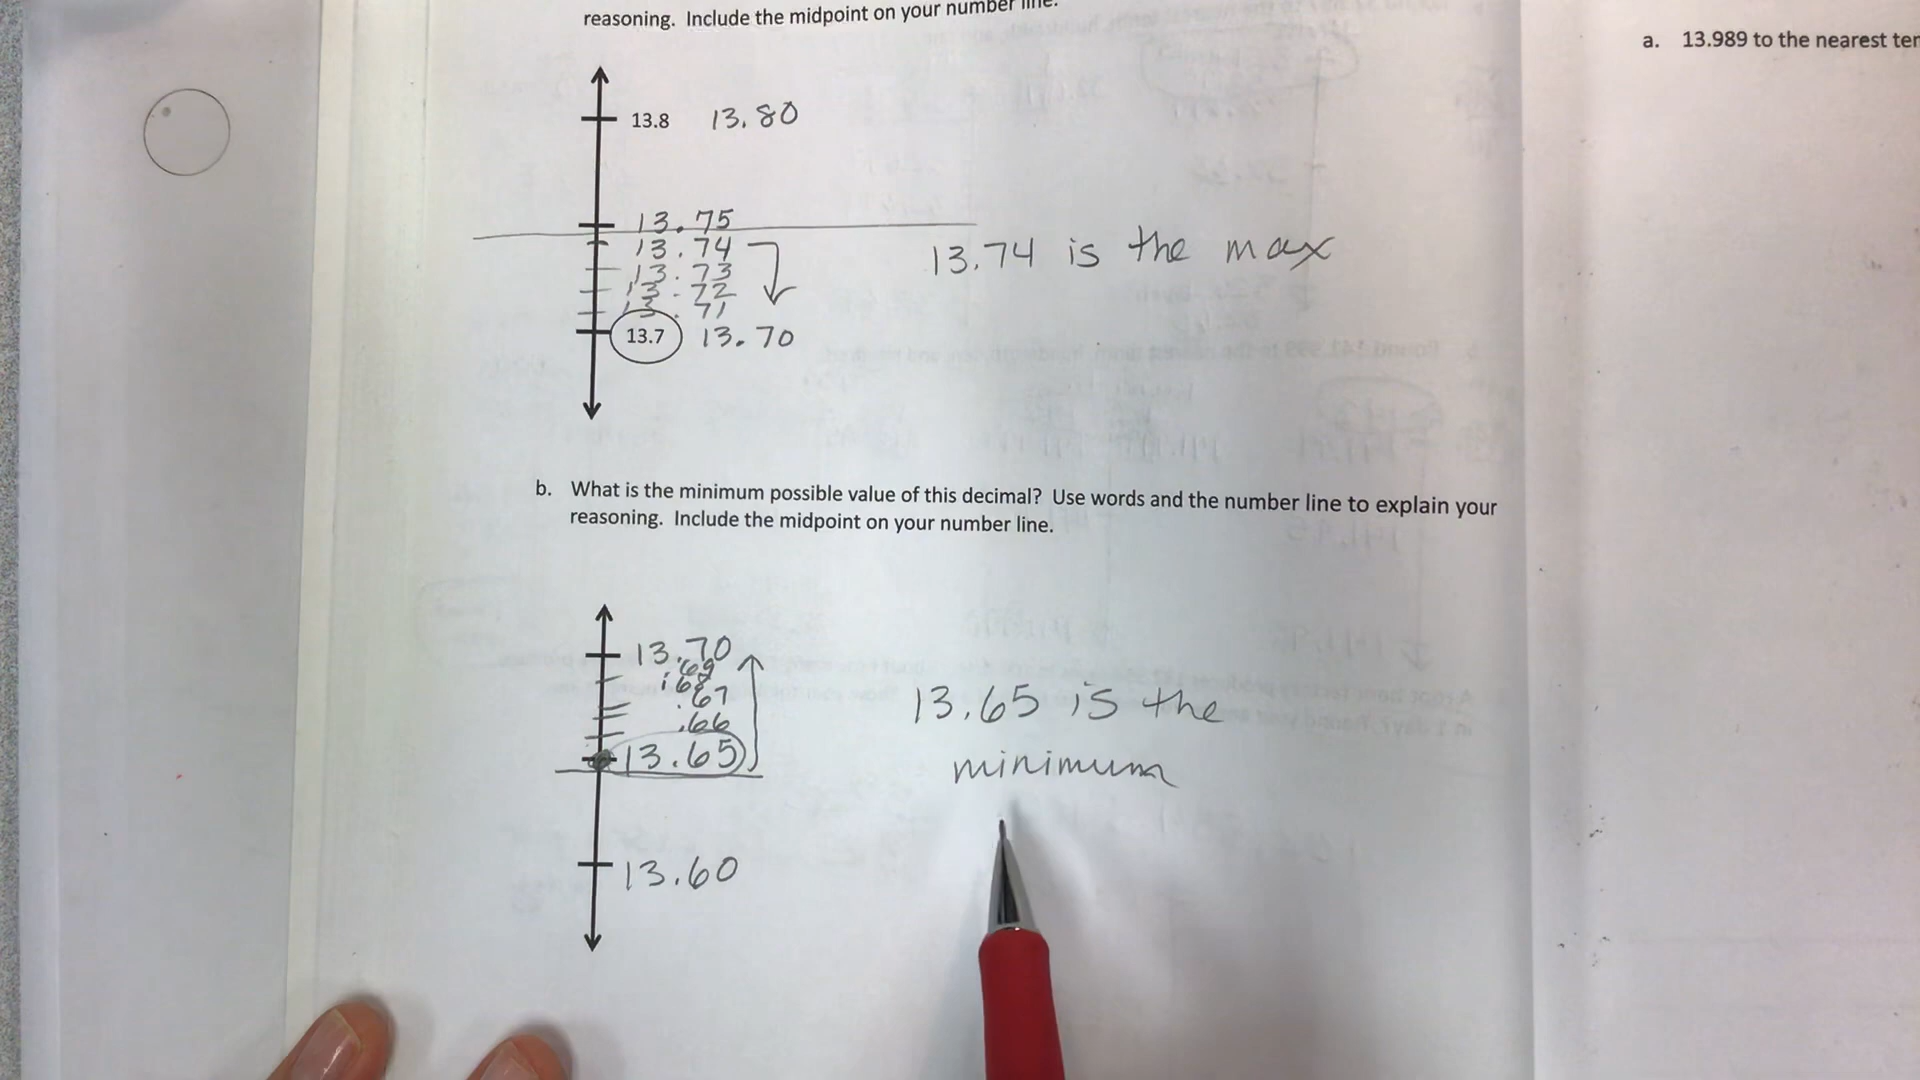 reasoning. Include the midpoint on your number line.
13.8 13.80
13.75
13.74
13.73
13.72
13.71
13.7 13.70
13.74 is the max
b. What is the minimum possible value of this decimal? Use words and the number line to explain your
reasoning. Include the midpoint on your number line.
13.70
.69
.68
.67
.66
13.65
13.60
13.65 is the
minimum
a. 13.989 to the nearest